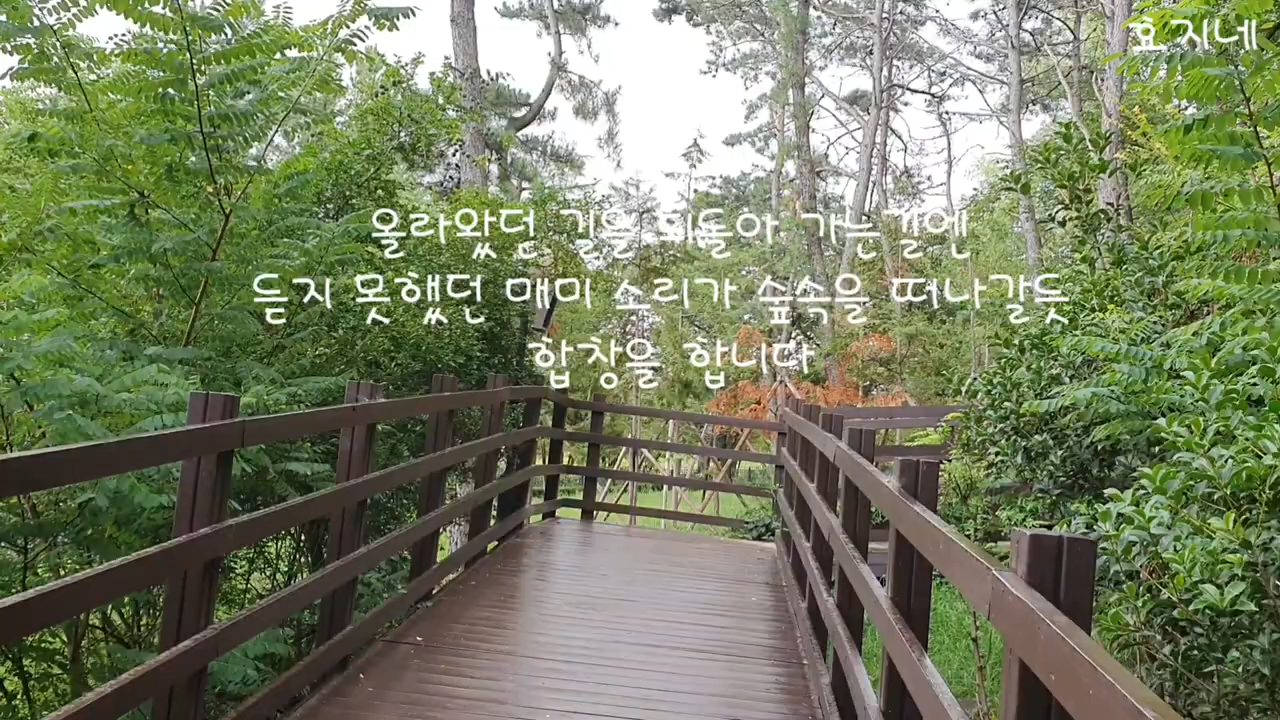 효지네
올라왔던 길을 되돌아 가는길엔
듣지 못했던 매미 소리가 숲속을 떠나갈듯
합창을 합니다